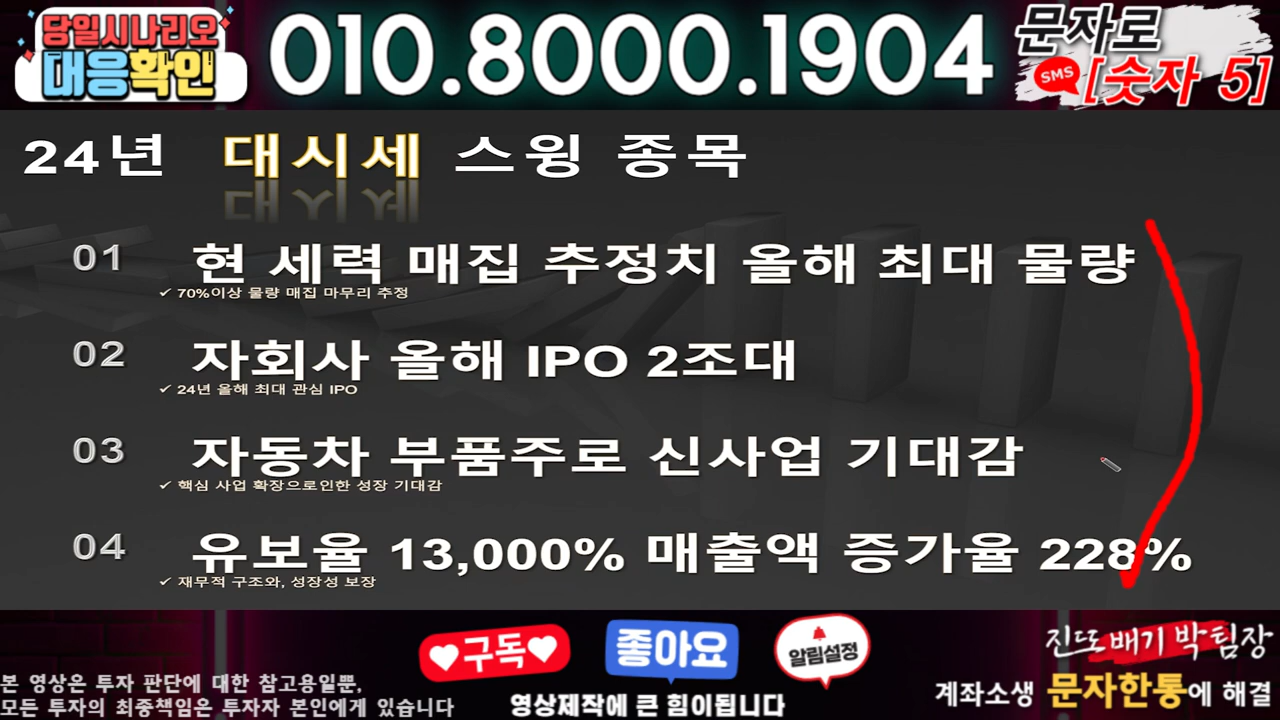 당일시나리오
대응확인
010.8000.1904
문자로
SMS
[숫자 5]
24년 대시세 스윙 종목
01 현 세력 매집 추정치 올해 최대 물량
✓ 70%이상 물량 매집 마무리 추정
02 자회사 올해 IPO 2조대
✓ 24년 올해 최대 관심 IPO
03 자동차 부품주로 신사업 기대감
✓ 핵심 사업 확장으로인한 성장 기대감
04 유보율 13,000% 매출액 증가율 228%
✓ 재무적 구조와, 성장성 보장
구독
좋아요
알림설정
영상제작에 큰 힘이됩니다
본 영상은 투자 판단에 대한 참고용일뿐,
모든 투자의 최종책임은 투자자 본인에게 있습니다
진또배기 박팀장
계좌소생 문자한통에 해결